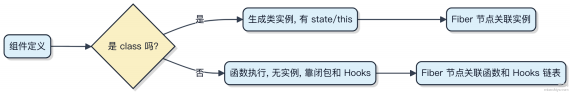 组件定义
是 class 吗?
是
生成类实例, 有 state/this
Fiber 节点关联实例
否
函数执行, 无实例, 靠闭包和 Hooks
Fiber 节点关联函数和 Hooks 链表